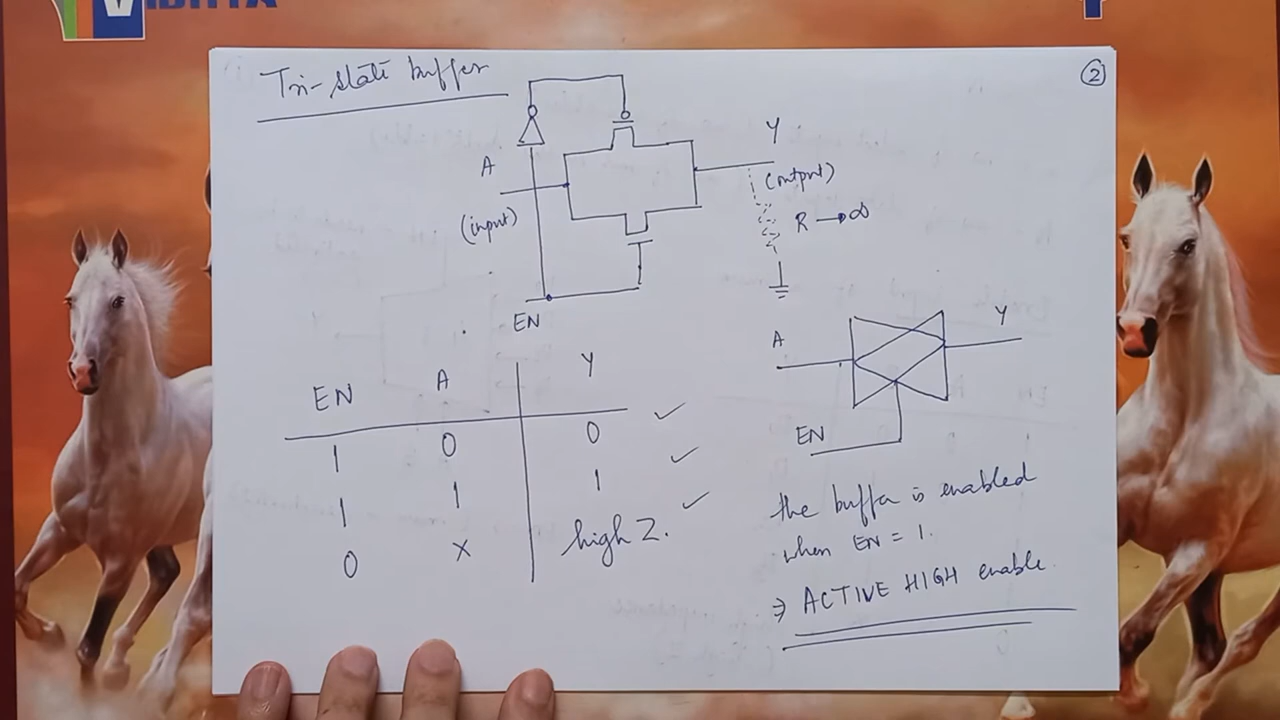 Tri-state buffer
2
A
(input)
EN
Y
(output)
R → ∞
EN A Y
1 0 0
1 1 1
0 X high Z.
A
Y
EN
the buffer is enabled
when EN = 1.
⇒ ACTIVE HIGH enable.